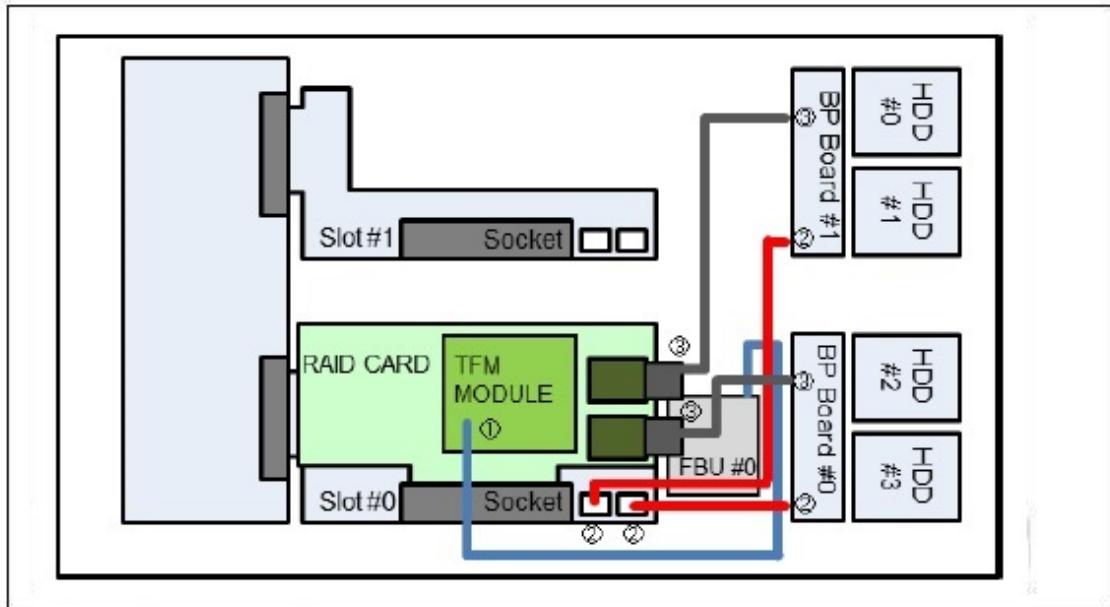 HDD
#0
③
BP Board #1
HDD
#1
②
Slot #1
Socket
③
RAID CARD
TFM
MODULE
①
③
FBU #0
③
BP Board #0
②
HDD
#2
HDD
#3
Slot #0
Socket
②
②